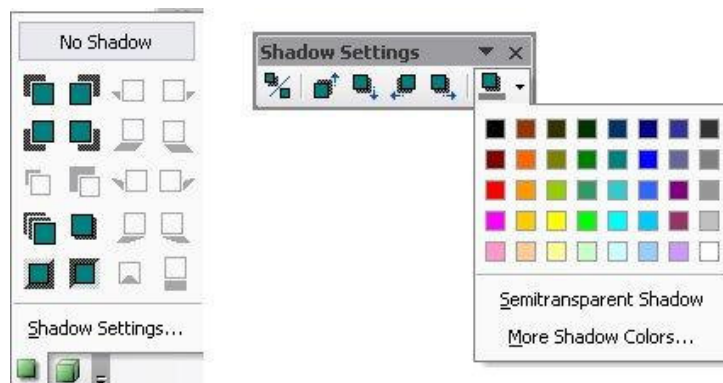 No Shadow
Shadow Settings...
Shadow Settings
Semitransparent Shadow
More Shadow Colors...